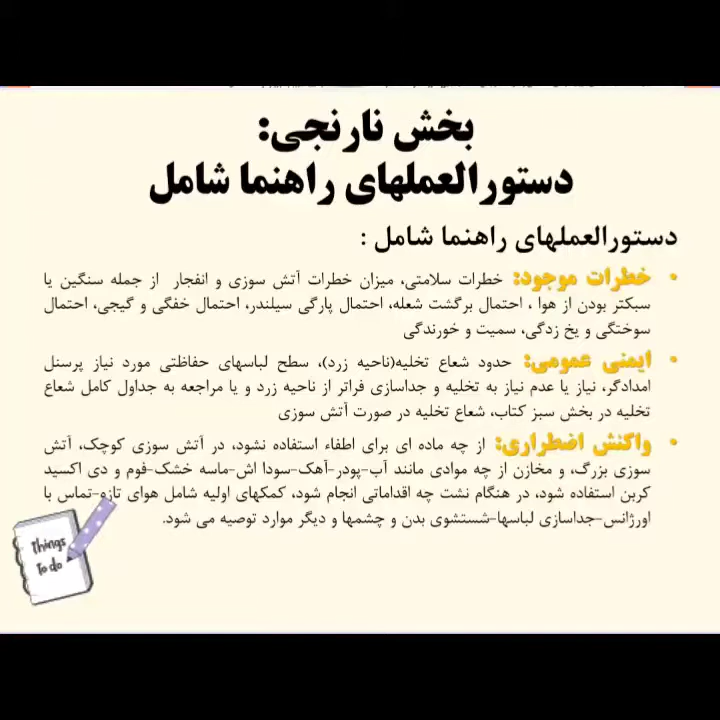 بخش نارنجی:
دستورالعملهای راهنما شامل
دستورالعملهای راهنما شامل :
• خطرات موجود: خطرات سلامتی، میزان خطرات آتش سوزی و انفجار از جمله سنگین یا
سبکتر بودن از هوا ، احتمال برگشت شعله، احتمال پارگی سیلندر، احتمال خفگی و گیجی، احتمال
سوختگی و یخ زدگی، سمیت و خورندگی
• ایمنی عمومی: حدود شعاع تخلیه(ناحیه زرد)، سطح لباسهای حفاظتی مورد نیاز پرسنل
امدادگر، نیاز یا عدم نیاز به تخلیه و جداسازی فراتر از ناحیه زرد و یا مراجعه به جداول کامل شعاع
تخلیه در بخش سبز کتاب، شعاع تخلیه در صورت آتش سوزی
• واکنش اضطراری: از چه ماده ای برای اطفاء استفاده نشود، در آتش سوزی کوچک، آتش
سوزی بزرگ، و مخازن از چه موادی مانند آب-پودر-آهک-سودا اش-ماسه خشک-فوم و دی اکسید
کربن استفاده شود، در هنگام نشت چه اقداماتی انجام شود، کمکهای اولیه شامل هوای تازه-تماس با
اورژانس-جداسازی لباسها-شستشوی بدن و چشمها و دیگر موارد توصیه می شود.
Things
To do